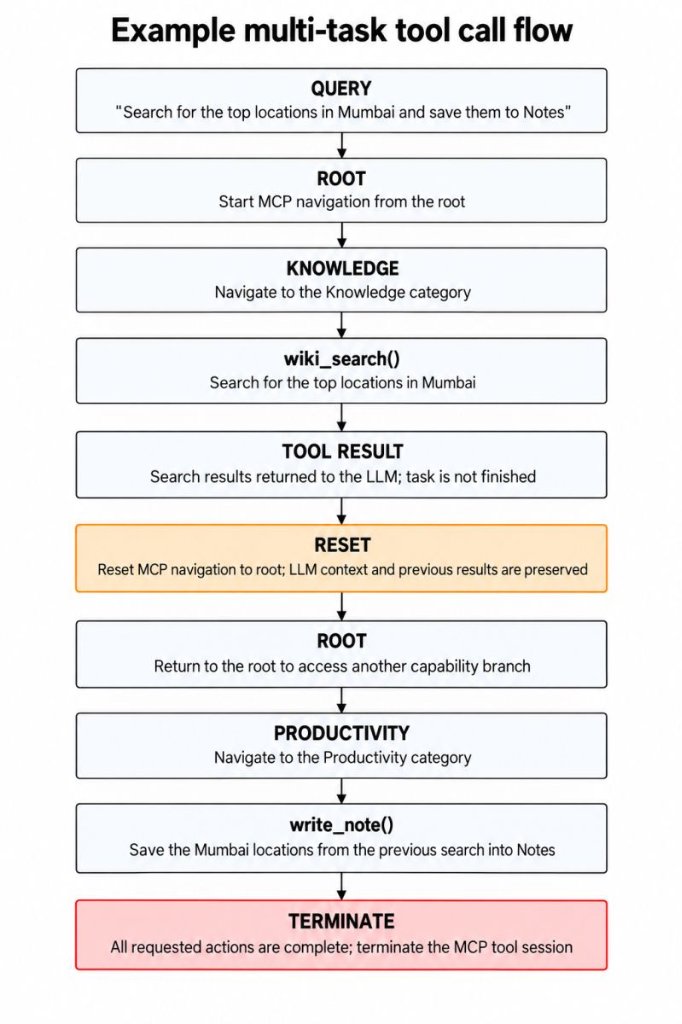 Example multi-task tool call flow
QUERY
"Search for the top locations in Mumbai and save them to Notes"
ROOT
Start MCP navigation from the root
KNOWLEDGE
Navigate to the Knowledge category
wiki_search()
Search for the top locations in Mumbai
TOOL RESULT
Search results returned to the LLM; task is not finished
RESET
Reset MCP navigation to root; LLM context and previous results are preserved
ROOT
Return to the root to access another capability branch
PRODUCTIVITY
Navigate to the Productivity category
write_note()
Save the Mumbai locations from the previous search into Notes
TERMINATE
All requested actions are complete; terminate the MCP tool session